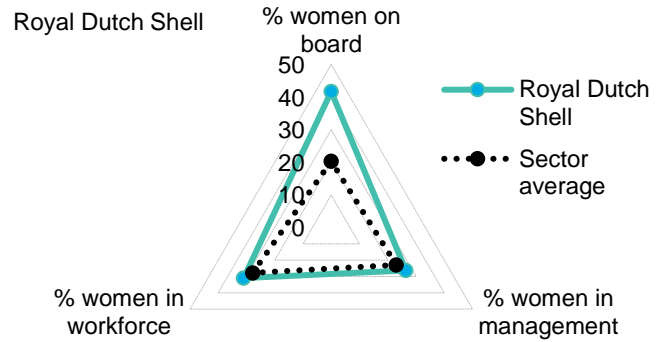 Royal Dutch Shell
% women on
board
50
40
30
20
10
0
Royal Dutch
Shell
Sector
average
% women in
workforce
% women in
management